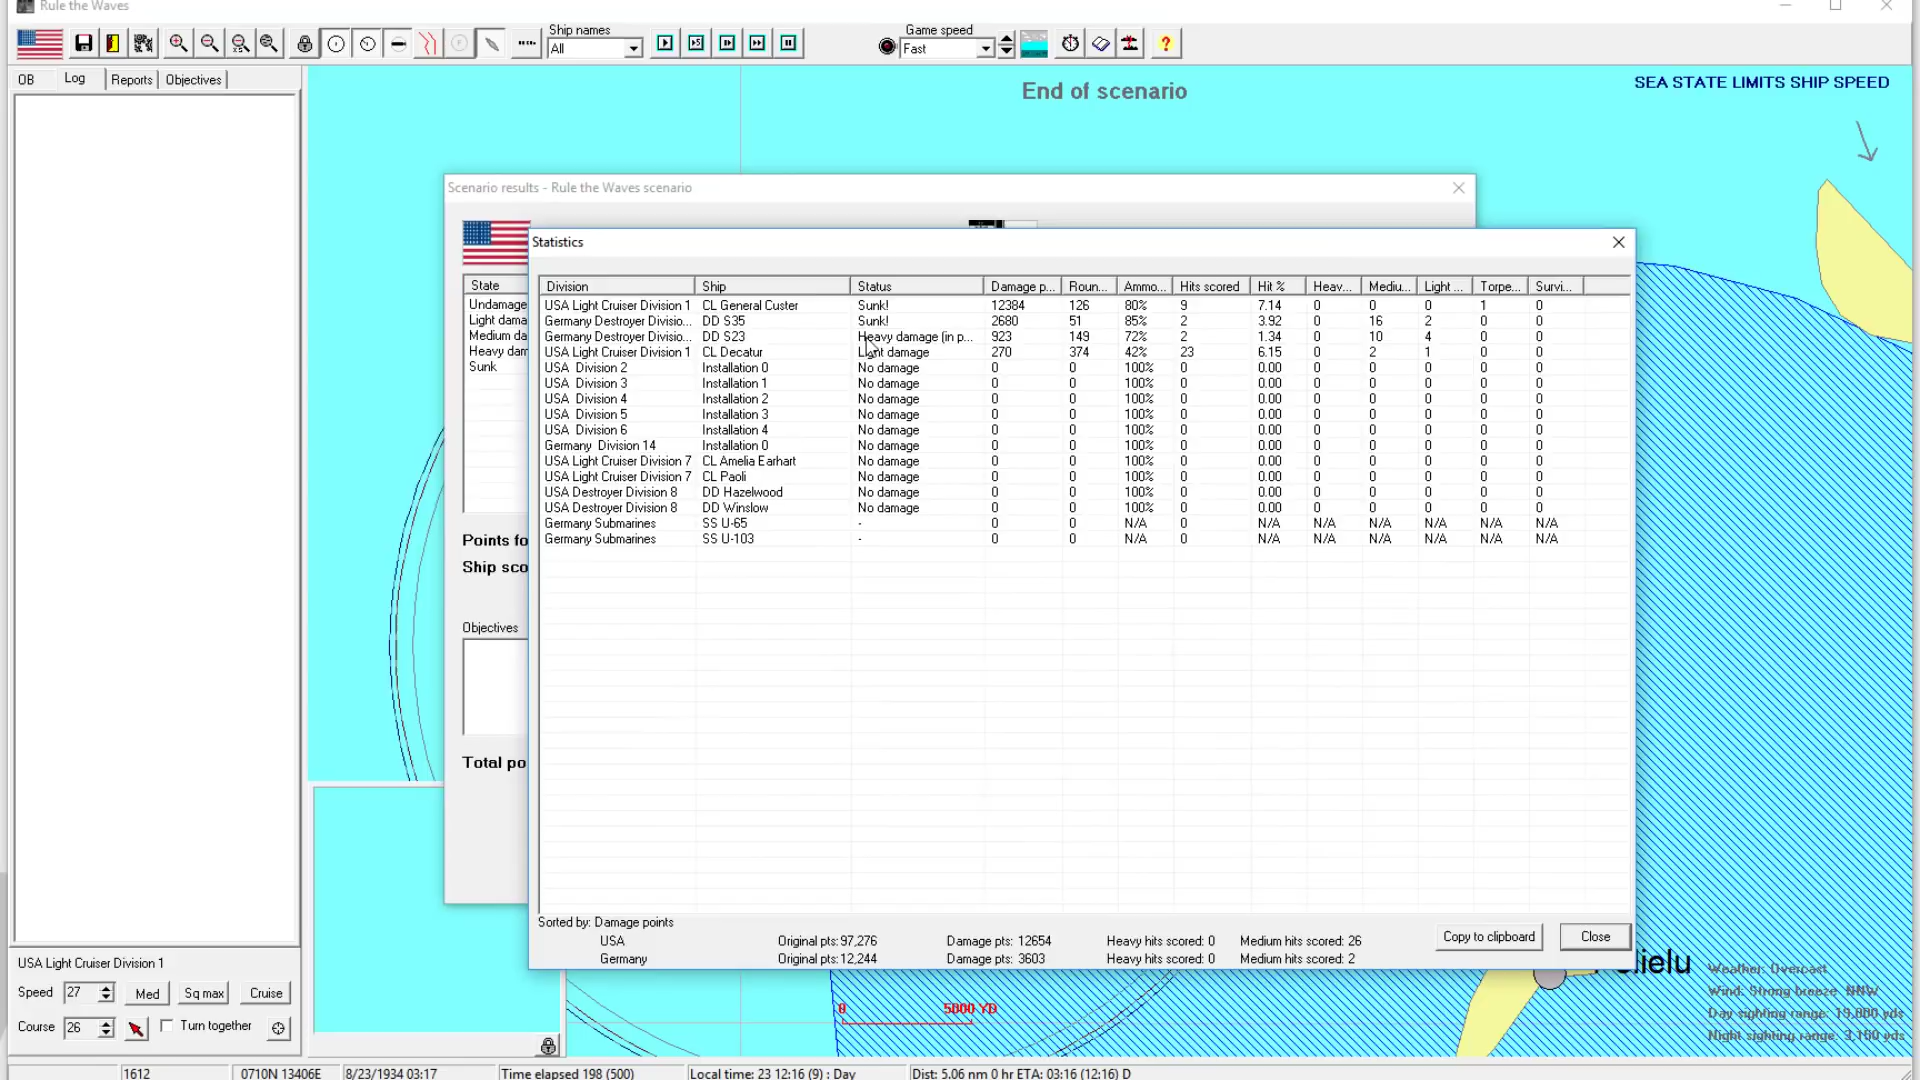 Rule the Waves
Ship names
All
Game speed
Fast
?
OB Log Reports Objectives
End of scenario
SEA STATE LIMITS SHIP SPEED
Scenario results - Rule the Waves scenario
State
Undamage
Light dama
Medium da
Heavy dam
Sunk
Points fo
Ship sco
Objectives
Total po
Statistics
Division Ship Status Damage p... Roun... Ammo... Hits scored Hit % Heav... Mediu... Light ... Torpe... Survi...
USA Light Cruiser Division 1 CL General Custer Sunk! 12384 126 80% 9 7.14 0 0 0 1 0
Germany Destroyer Divisio... DD S35 Sunk! 2680 51 85% 2 3.92 0 16 2 0 0
Germany Destroyer Divisio... DD S23 Heavy damage (in p... 923 149 72% 2 1.34 0 10 4 0 0
USA Light Cruiser Division 1 CL Decatur Light damage 270 374 42% 23 6.15 0 2 1 0 0
USA Division 2 Installation 0 No damage 0 0 100% 0 0.00 0 0 0 0 0
USA Division 3 Installation 1 No damage 0 0 100% 0 0.00 0 0 0 0 0
USA Division 4 Installation 2 No damage 0 0 100% 0 0.00 0 0 0 0 0
USA Division 5 Installation 3 No damage 0 0 100% 0 0.00 0 0 0 0 0
USA Division 6 Installation 4 No damage 0 0 100% 0 0.00 0 0 0 0 0
Germany Division 14 Installation 0 No damage 0 0 100% 0 0.00 0 0 0 0 0
USA Light Cruiser Division 7 CL Amelia Earhart No damage 0 0 100% 0 0.00 0 0 0 0 0
USA Light Cruiser Division 7 CL Paoli No damage 0 0 100% 0 0.00 0 0 0 0 0
USA Destroyer Division 8 DD Hazelwood No damage 0 0 100% 0 0.00 0 0 0 0 0
USA Destroyer Division 8 DD Winslow No damage 0 0 100% 0 0.00 0 0 0 0 0
Germany Submarines SS U-65 - 0 0 N/A 0 N/A N/A N/A N/A N/A N/A
Germany Submarines SS U-103 - 0 0 N/A 0 N/A N/A N/A N/A N/A N/A
Sorted by: Damage points
USA Original pts: 97,276 Damage pts: 12654 Heavy hits scored: 0 Medium hits scored: 26
Germany Original pts: 12,244 Damage pts: 3603 Heavy hits scored: 0 Medium hits scored: 2
Copy to clipboard Close
lielu
Weather: Overcast
Wind: Strong breeze NNW
Day sighting range: 19,000 yds
Night sighting range: 3,150 yds
0 5000 YD
USA Light Cruiser Division 1
Speed 27 Med Sq max Cruise
Course 26 Turn together
1612 0710N 13406E 8/23/1934 03:17 Time elapsed 198 (500) Local time: 23 12:16 (9) : Day Dist: 5.06 nm 0 hr ETA: 03:16 (12:16) D